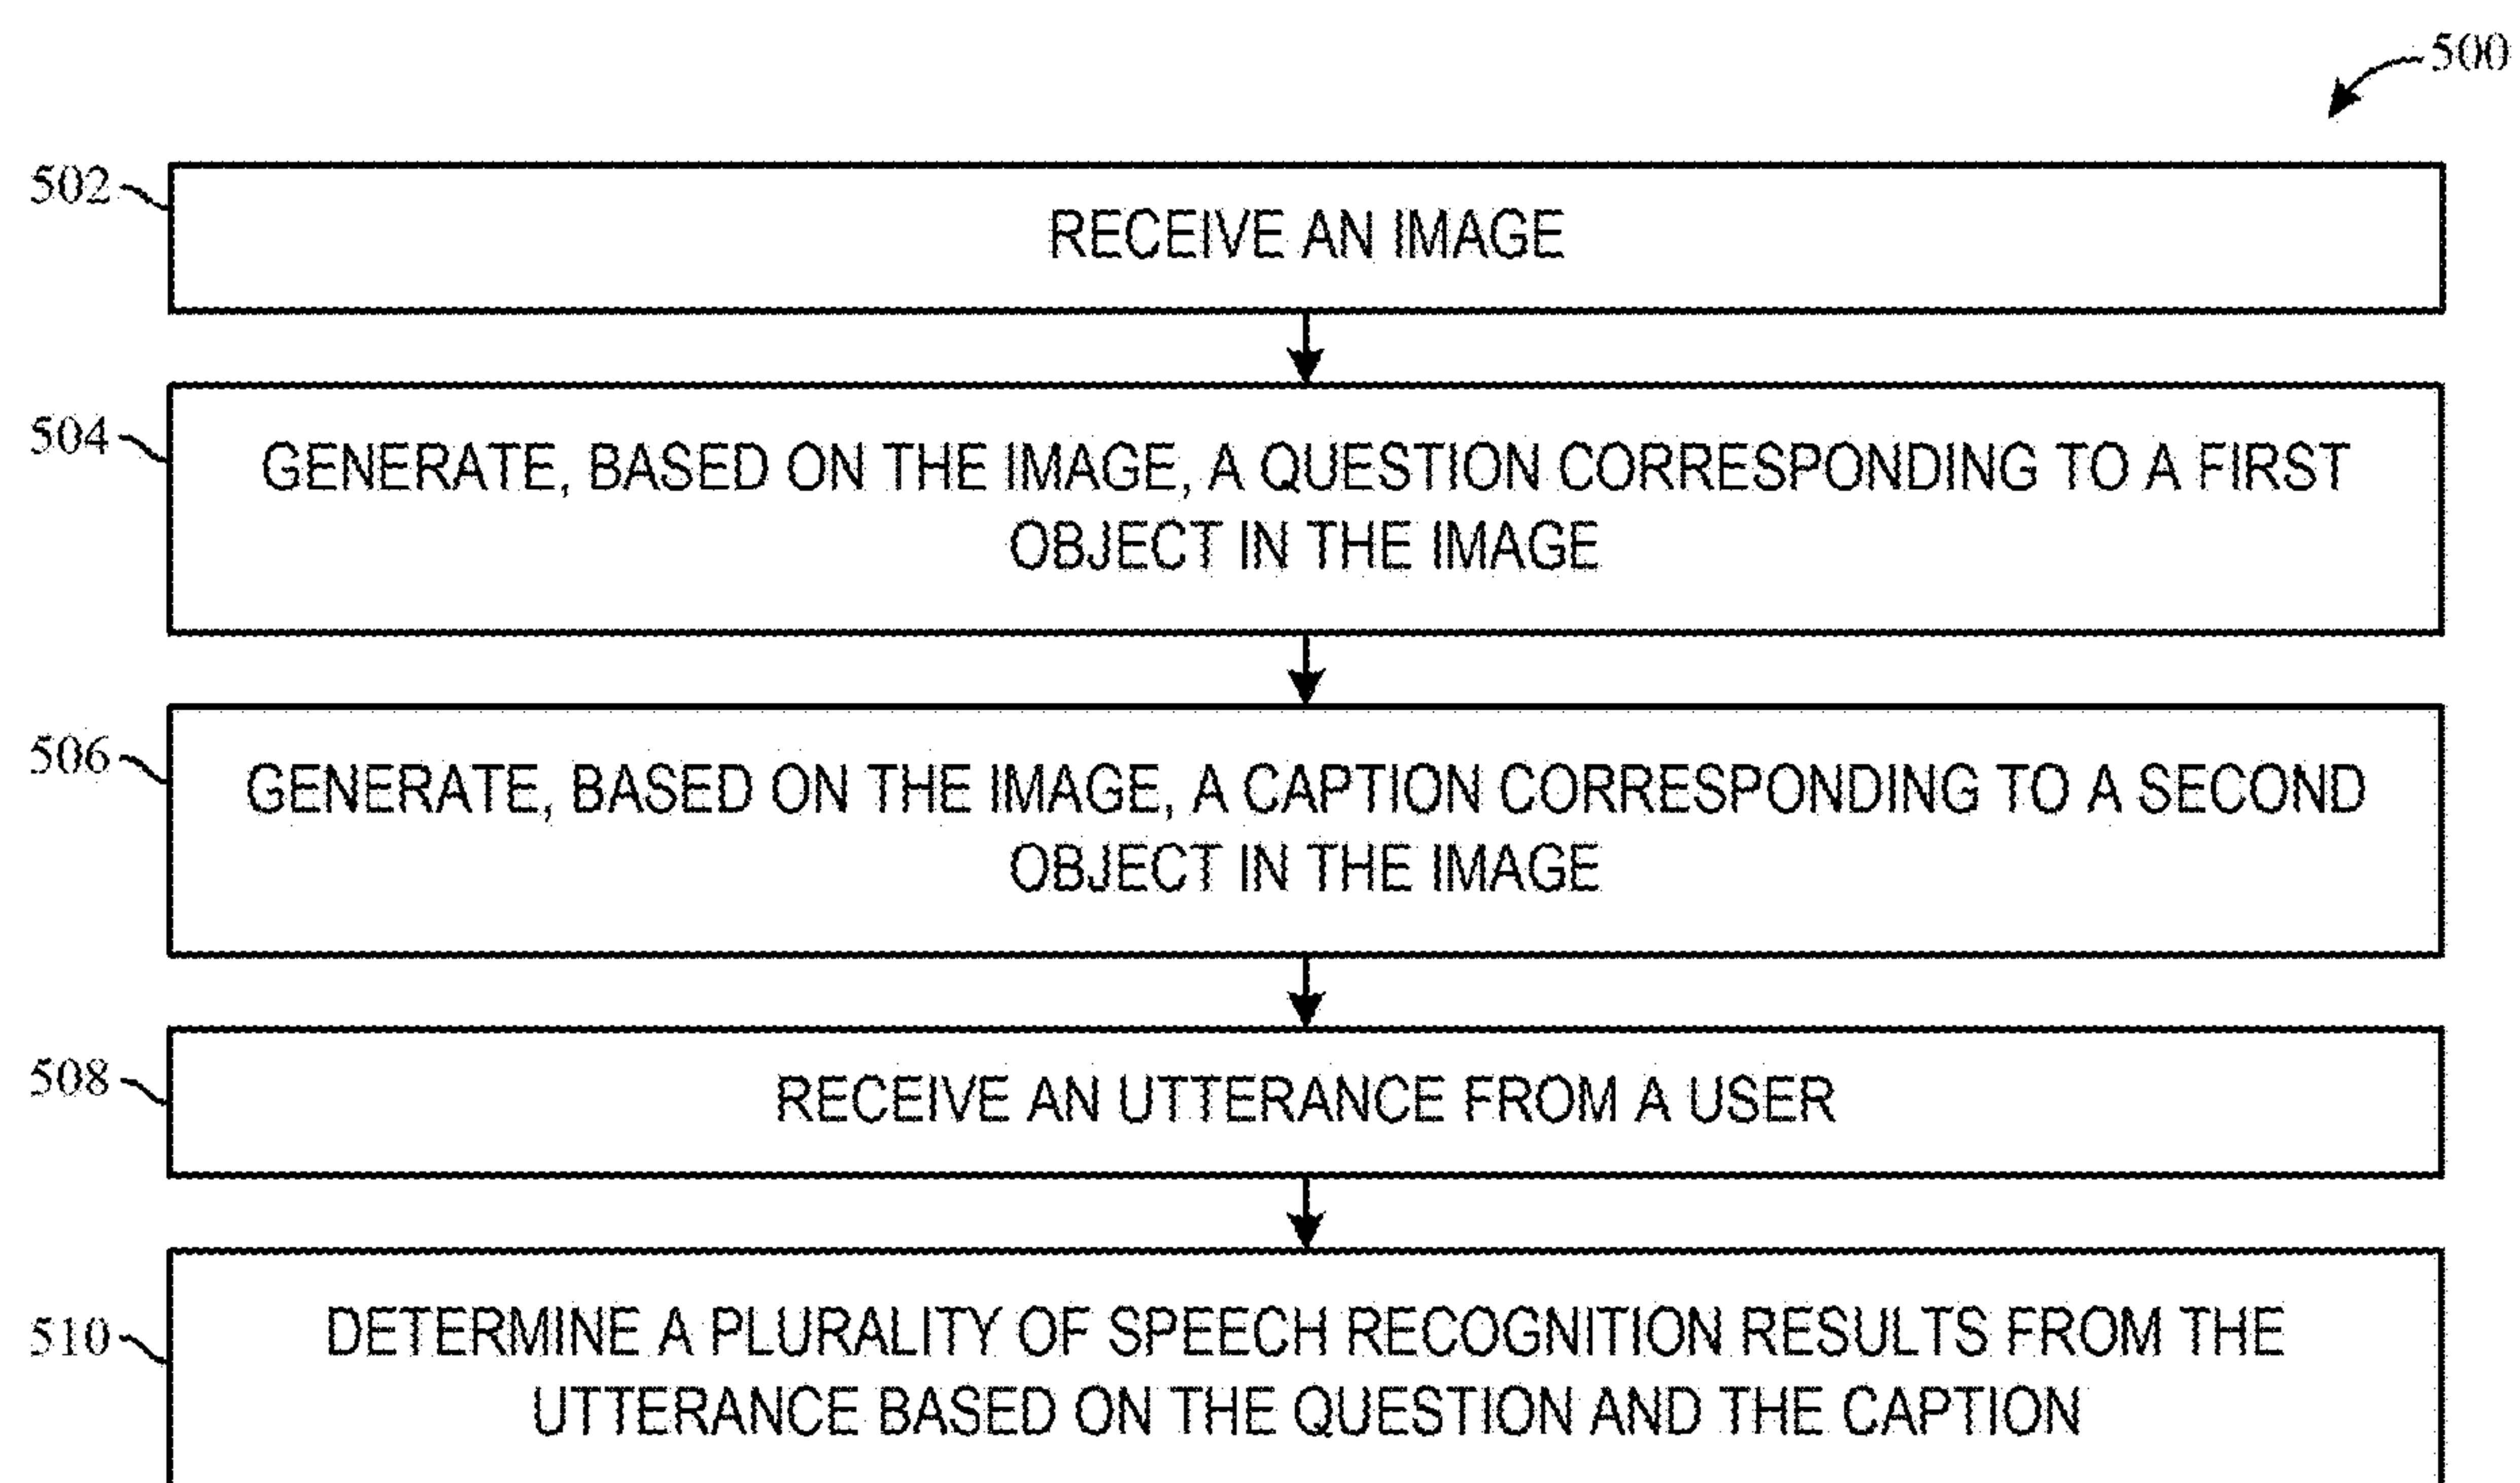 500
502
RECEIVE AN IMAGE
504
GENERATE, BASED ON THE IMAGE, A QUESTION CORRESPONDING TO A FIRST
OBJECT IN THE IMAGE
506
GENERATE, BASED ON THE IMAGE, A CAPTION CORRESPONDING TO A SECOND
OBJECT IN THE IMAGE
508
RECEIVE AN UTTERANCE FROM A USER
510
DETERMINE A PLURALITY OF SPEECH RECOGNITION RESULTS FROM THE
UTTERANCE BASED ON THE QUESTION AND THE CAPTION